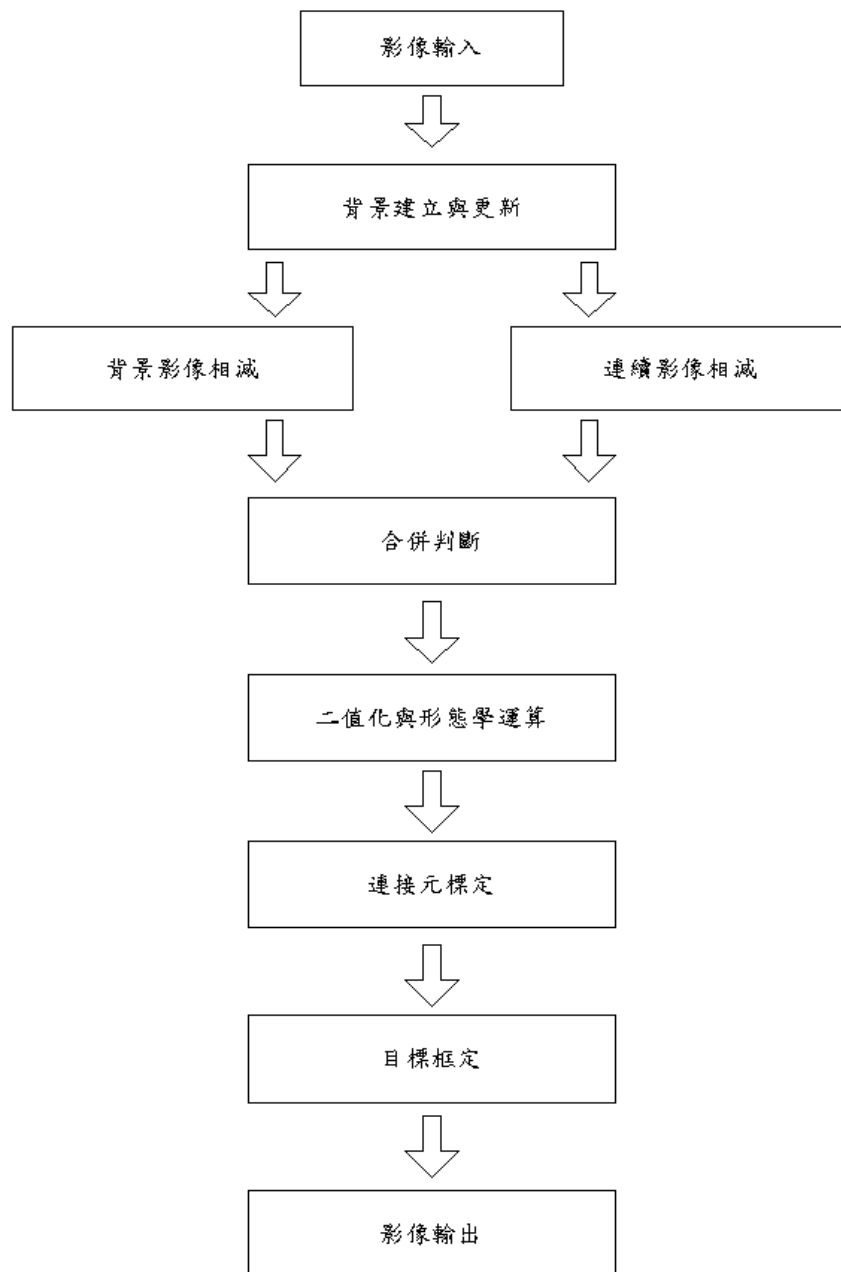 影像輸入
背景建立與更新
背景影像相減
連續影像相減
合併判斷
二值化與形態學運算
連接元標定
目標框定
影像輸出